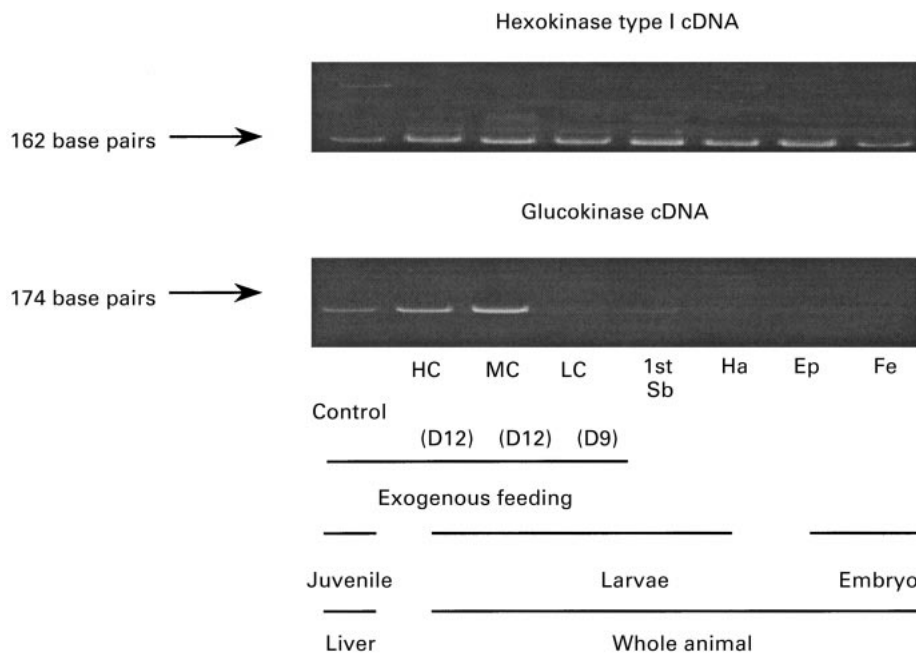 Hexokinase type I cDNA
162 base pairs
Glucokinase cDNA
174 base pairs
HC MC LC 1st Sb Ha Ep Fe
Control
(D12) (D12) (D9)
Exogenous feeding
Juvenile Larvae Embryo
Liver Whole animal